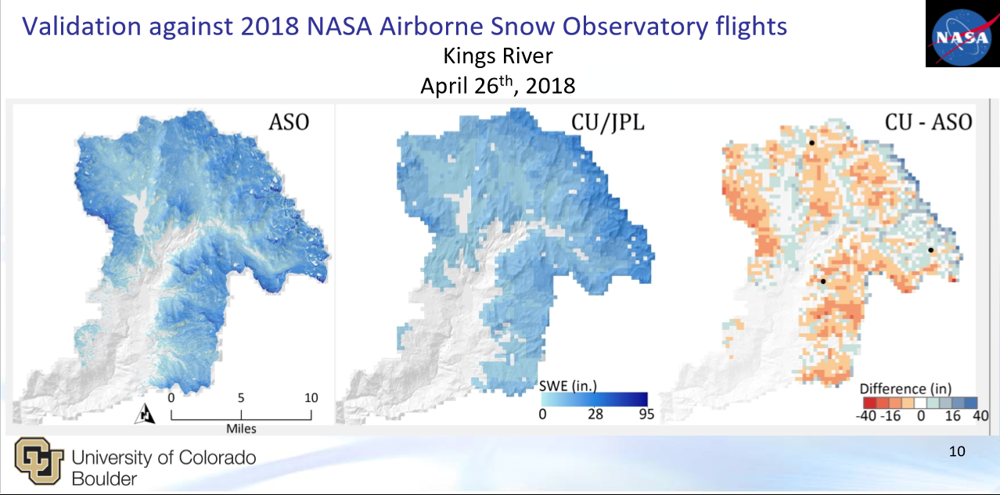 Validation against 2018 NASA Airborne Snow Observatory flights
NASA
Kings River
April 26th, 2018
ASO
CU/JPL
CU - ASO
SWE (in.)
0 28 95
0 5 10
Miles
Difference (in)
-40 -16 0 16 40
CU
University of Colorado
Boulder
10